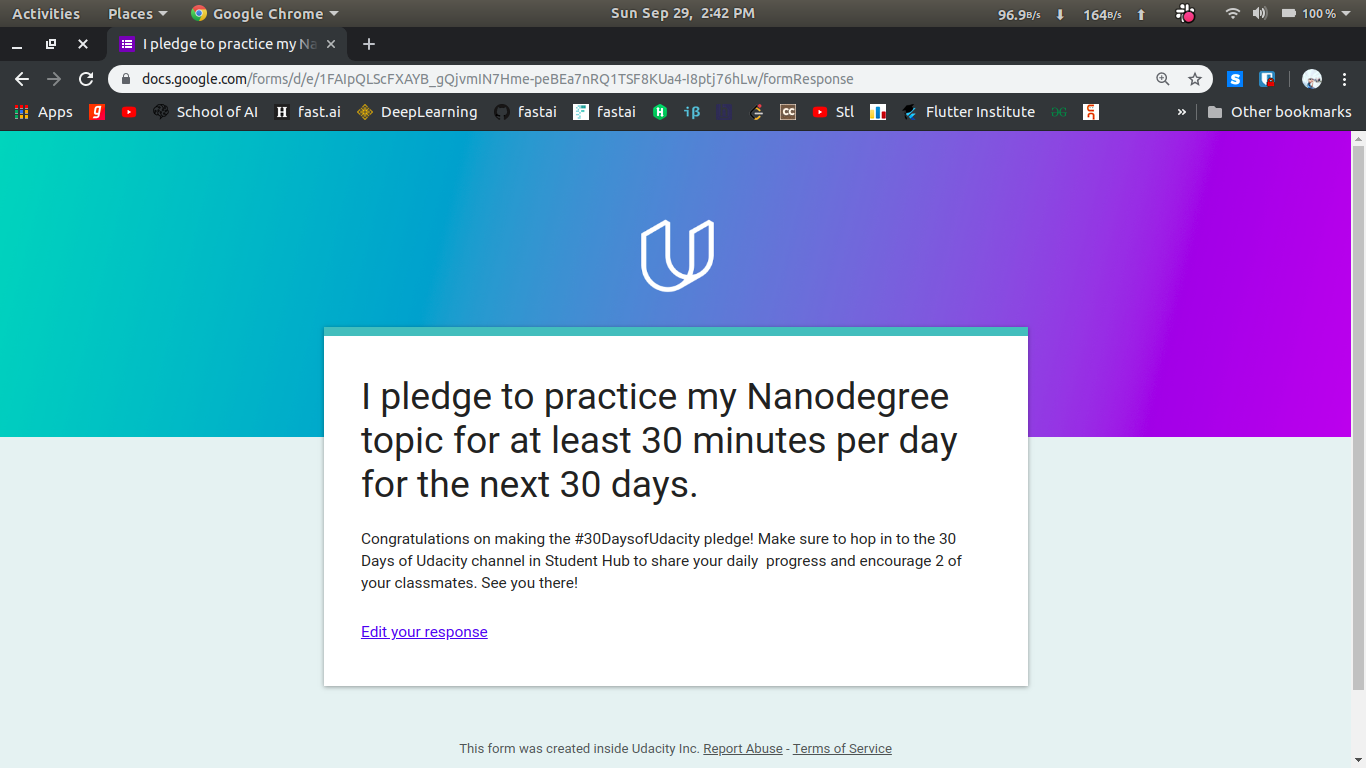 Activities Places Google Chrome Sun Sep 29, 2:42 PM 96.9B/s 164B/s 100 %
I pledge to practice my Na
docs.google.com/forms/d/e/1FAIpQLScFXAYB_gQjvmIN7Hme-peBEa7nRQ1TSF8KUa4-I8ptj76hLw/formResponse
Apps School of AI fast.ai DeepLearning fastai fastai Stl Flutter Institute » Other bookmarks
I pledge to practice my Nanodegree
topic for at least 30 minutes per day
for the next 30 days.
Congratulations on making the #30DaysofUdacity pledge! Make sure to hop in to the 30
Days of Udacity channel in Student Hub to share your daily  progress and encourage 2 of
your classmates. See you there!
Edit your response
This form was created inside Udacity Inc. Report Abuse - Terms of Service